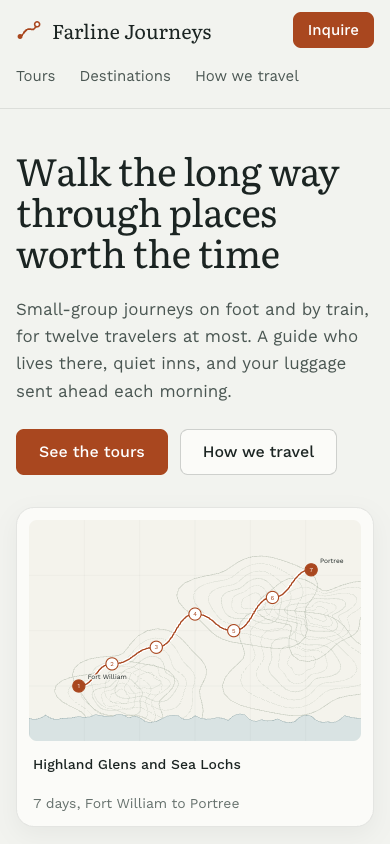 Farline Journeys
Inquire
Tours Destinations How we travel
Walk the long way
through places
worth the time
Small-group journeys on foot and by train,
for twelve travelers at most. A guide who
lives there, quiet inns, and your luggage
sent ahead each morning.
See the tours How we travel
Portree
7
6
4
5
3
2
Fort William
1
Highland Glens and Sea Lochs
7 days, Fort William to Portree